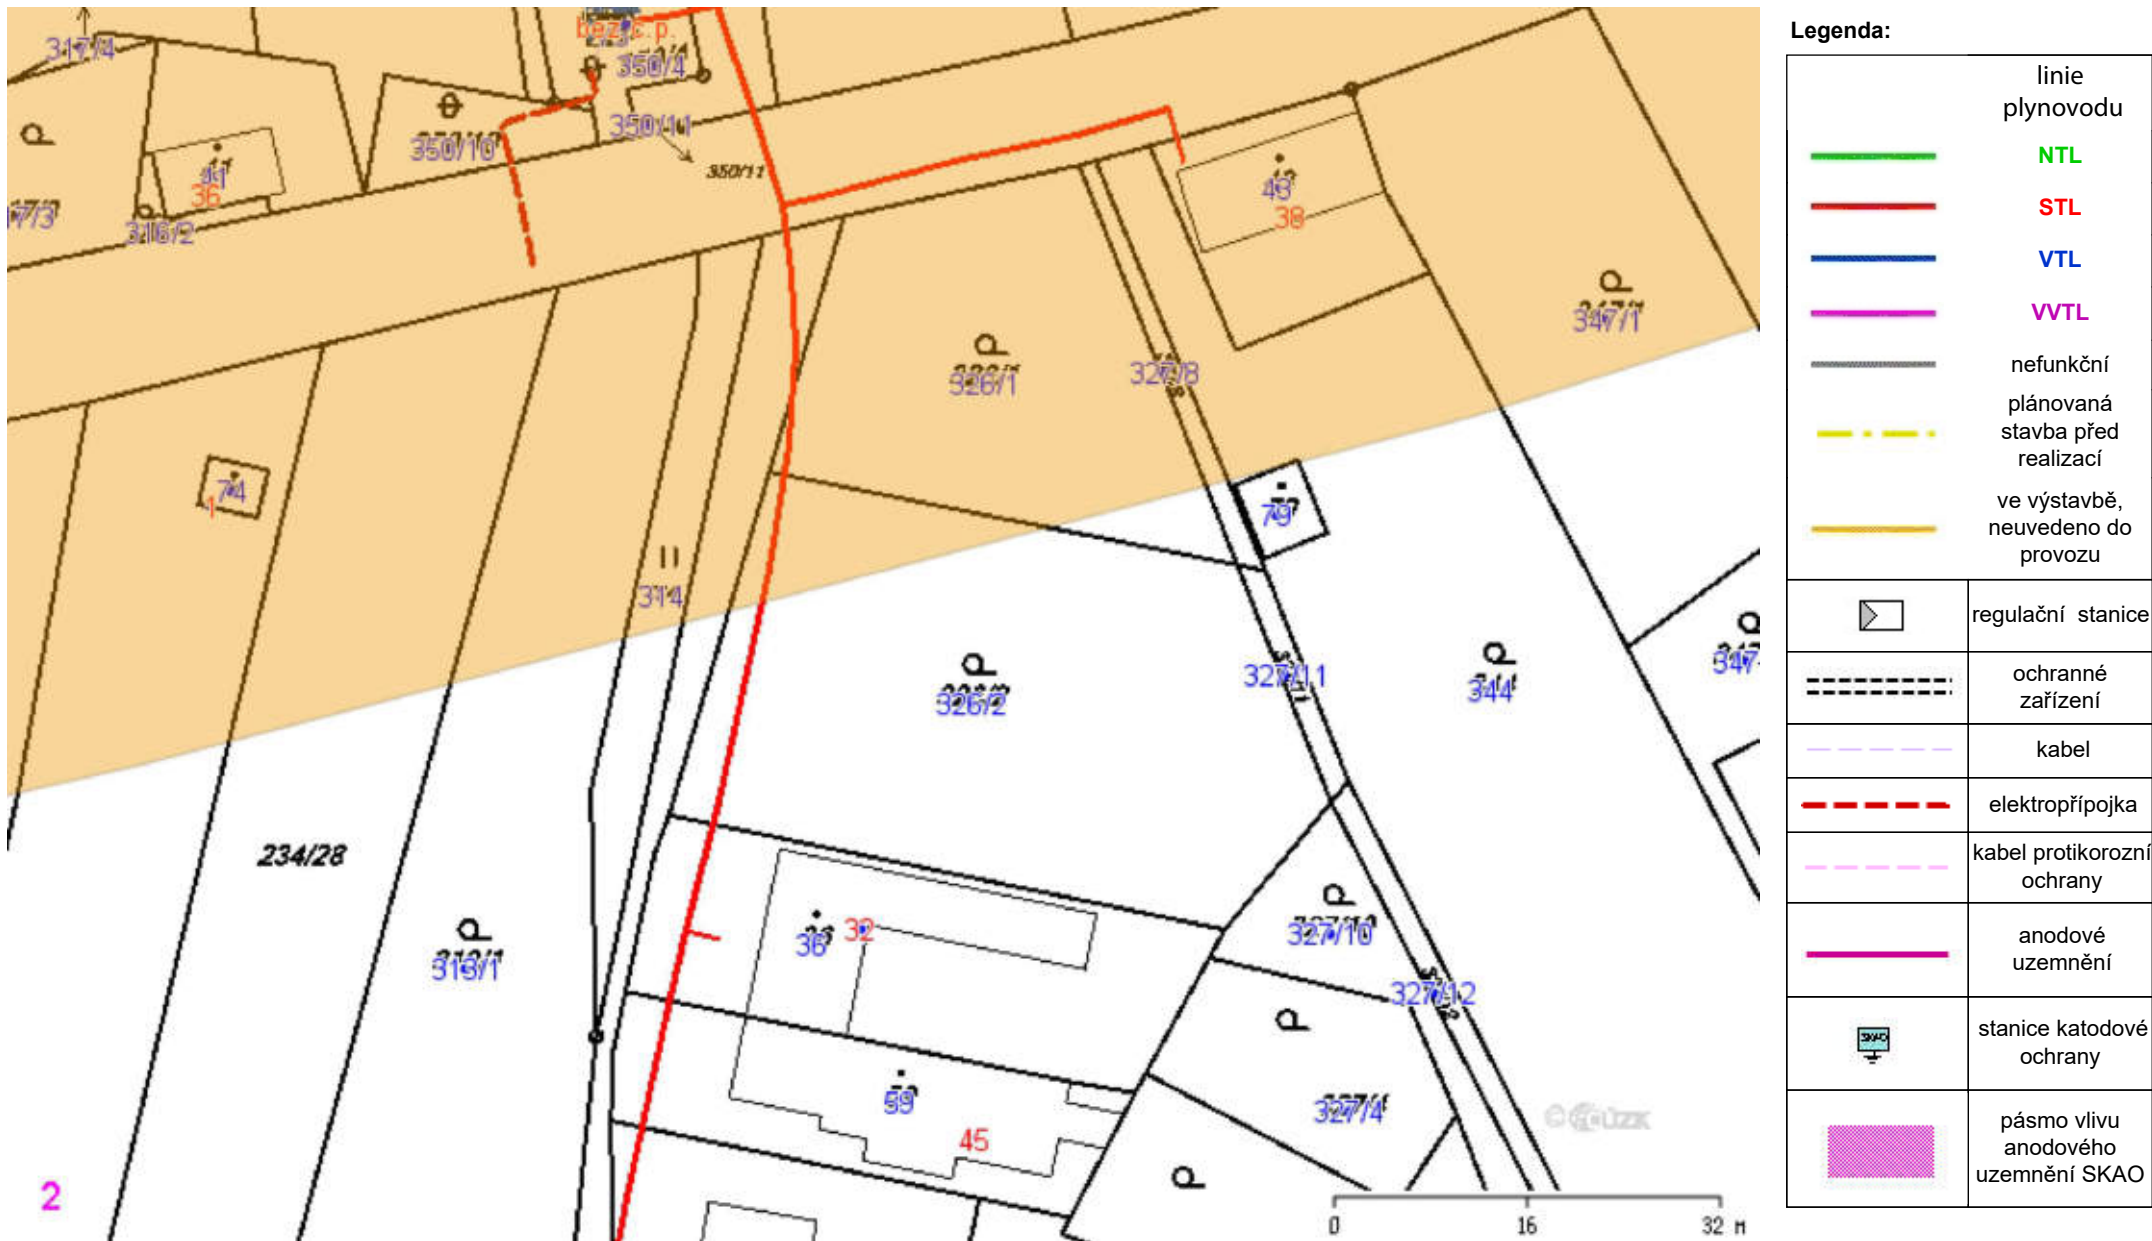 317/4
bez č.p.
350/4
350/10
350/11
350/11
41
36
316/2
43
38
347/1
326/1
327/8
74
1
79
314
326/2
327/11
344
347
234/28
313/1
36
32
327/10
327/12
59
45
327/4
2
0 16 32 M
Legenda:
linie
plynovodu
NTL
STL
VTL
VVTL
nefunkční
plánovaná
stavba před
realizací
ve výstavbě,
neuvedeno do
provozu
regulační stanice
ochranné
zařízení
kabel
elektropřípojka
kabel protikorozní
ochrany
anodové
uzemnění
SKAO
stanice katodové
ochrany
pásmo vlivu
anodového
uzemnění SKAO